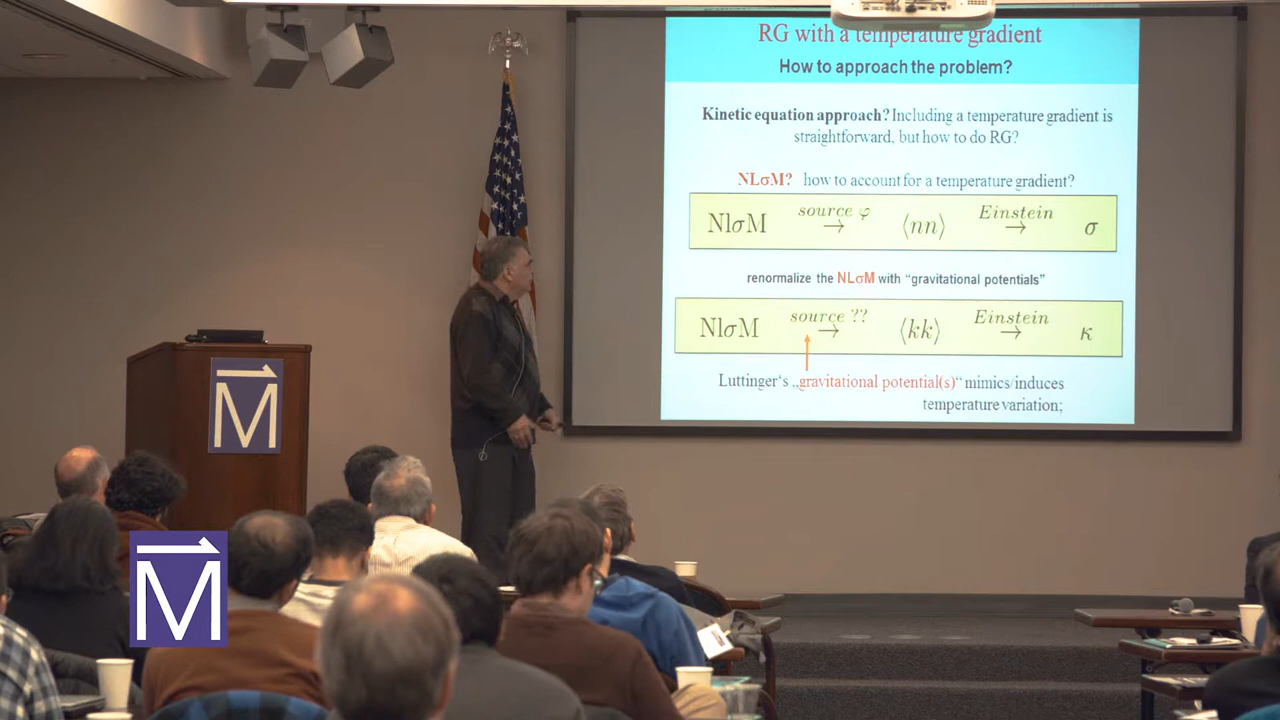 RG with a temperature gradient
How to approach the problem?
Kinetic equation approach? Including a temperature gradient is
straightforward, but how to do RG?
NLσM? how to account for a temperature gradient?
NlσM source φ → ⟨nn⟩ Einstein → σ
renormalize the NLσM with "gravitational potentials"
NlσM source ?? → ⟨kk⟩ Einstein → κ
Luttinger's „gravitational potential(s)" mimics/induces
temperature variation;
M
M